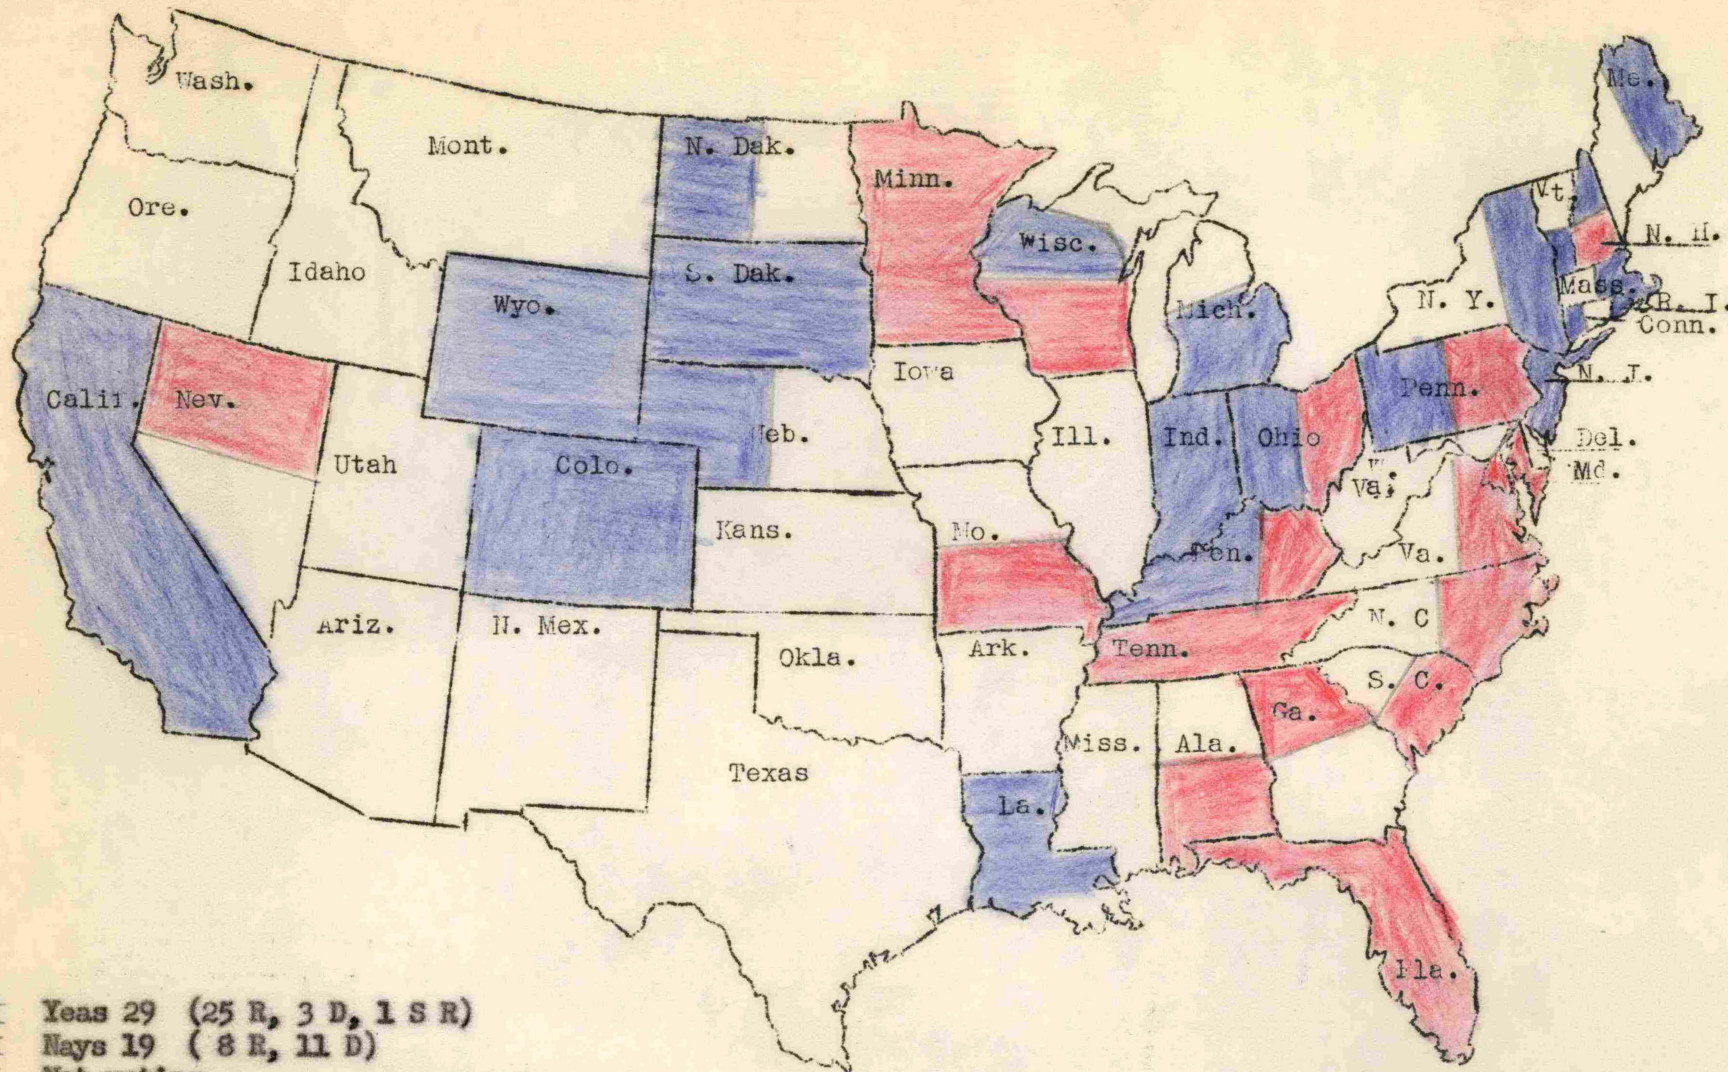 Wash.
Me.
Mont.
N. Dak.
Minn.
Vt.
Ore.
N. H.
Wisc.
Idaho
S. Dak.
Mass.
Wyo.
N. Y.
R. I.
Mich.
Conn.
Iowa
N. J.
Penn.
Calif.
Nev.
Neb.
Ill.
Ind.
Ohio
Del.
Utah
Colo.
W.
Va.
Md.
Kans.
Mo.
Ken.
Va.
Ariz.
N. Mex.
N. C
Okla.
Ark.
Tenn.
S. C.
Ga.
Miss.
Ala.
Texas
La.
Fla.
Yeas 29 (25 R, 3 D, 1 S R)
Nays 19 ( 8 R, 11 D)